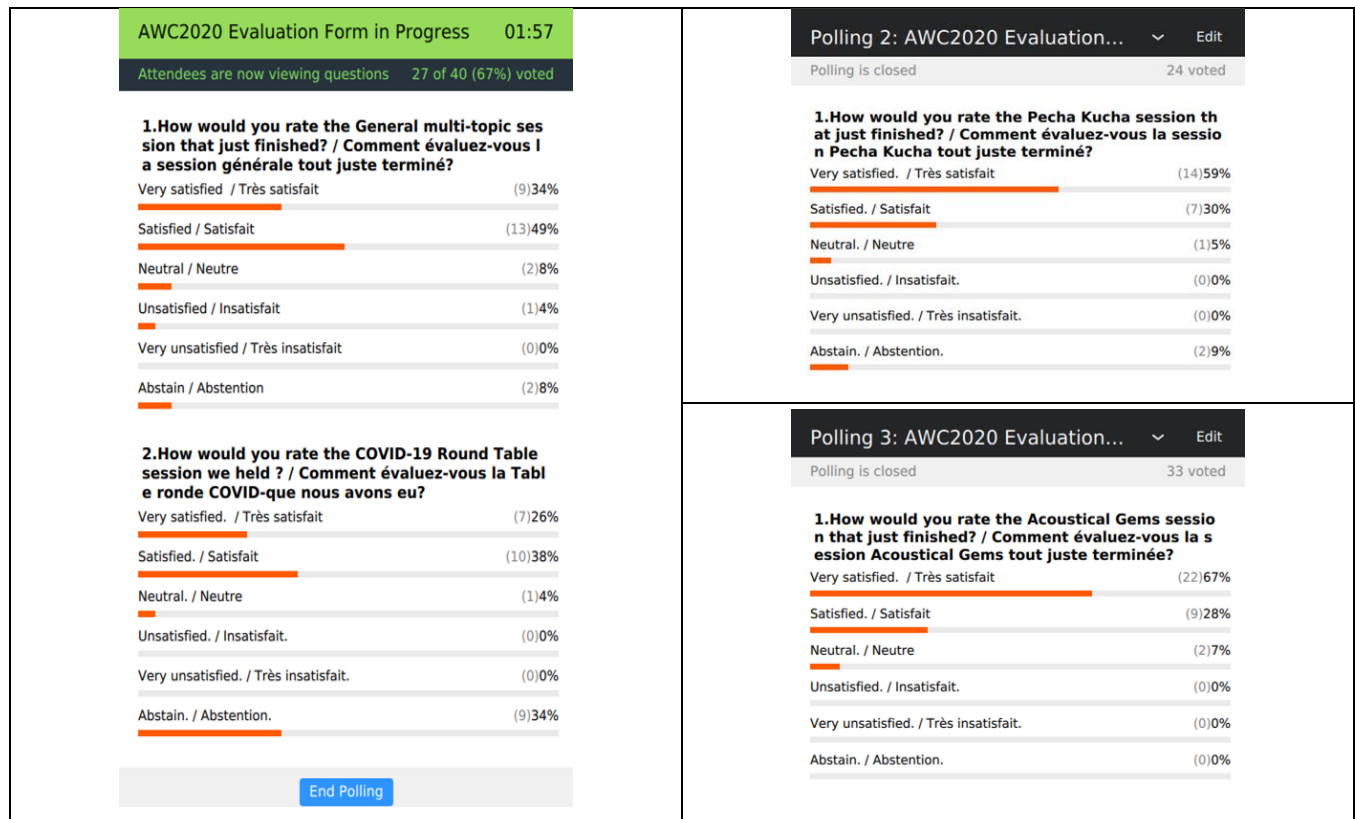 AWC2020 Evaluation Form in Progress 01:57
Attendees are now viewing questions 27 of 40 (67%) voted
1.How would you rate the General multi-topic ses
sion that just finished? / Comment évaluez-vous l
a session générale tout juste terminé?
Very satisfied / Très satisfait (9)34%
Satisfied / Satisfait (13)49%
Neutral / Neutre (2)8%
Unsatisfied / Insatisfait (1)4%
Very unsatisfied / Très insatisfait (0)0%
Abstain / Abstention (2)8%
2.How would you rate the COVID-19 Round Table
session we held ? / Comment évaluez-vous la Tabl
e ronde COVID-que nous avons eu?
Very satisfied. / Très satisfait (7)26%
Satisfied. / Satisfait (10)38%
Neutral. / Neutre (1)4%
Unsatisfied. / Insatisfait. (0)0%
Very unsatisfied. / Très insatisfait. (0)0%
Abstain. / Abstention. (9)34%
End Polling
Polling 2: AWC2020 Evaluation... Edit
Polling is closed 24 voted
1.How would you rate the Pecha Kucha session th
at just finished? / Comment évaluez-vous la sessio
n Pecha Kucha tout juste terminé?
Very satisfied. / Très satisfait (14)59%
Satisfied. / Satisfait (7)30%
Neutral. / Neutre (1)5%
Unsatisfied. / Insatisfait. (0)0%
Very unsatisfied. / Très insatisfait. (0)0%
Abstain. / Abstention. (2)9%
Polling 3: AWC2020 Evaluation... Edit
Polling is closed 33 voted
1.How would you rate the Acoustical Gems sessio
n that just finished? / Comment évaluez-vous la s
ession Acoustical Gems tout juste terminée?
Very satisfied. / Très satisfait (22)67%
Satisfied. / Satisfait (9)28%
Neutral. / Neutre (2)7%
Unsatisfied. / Insatisfait. (0)0%
Very unsatisfied. / Très insatisfait. (0)0%
Abstain. / Abstention. (0)0%